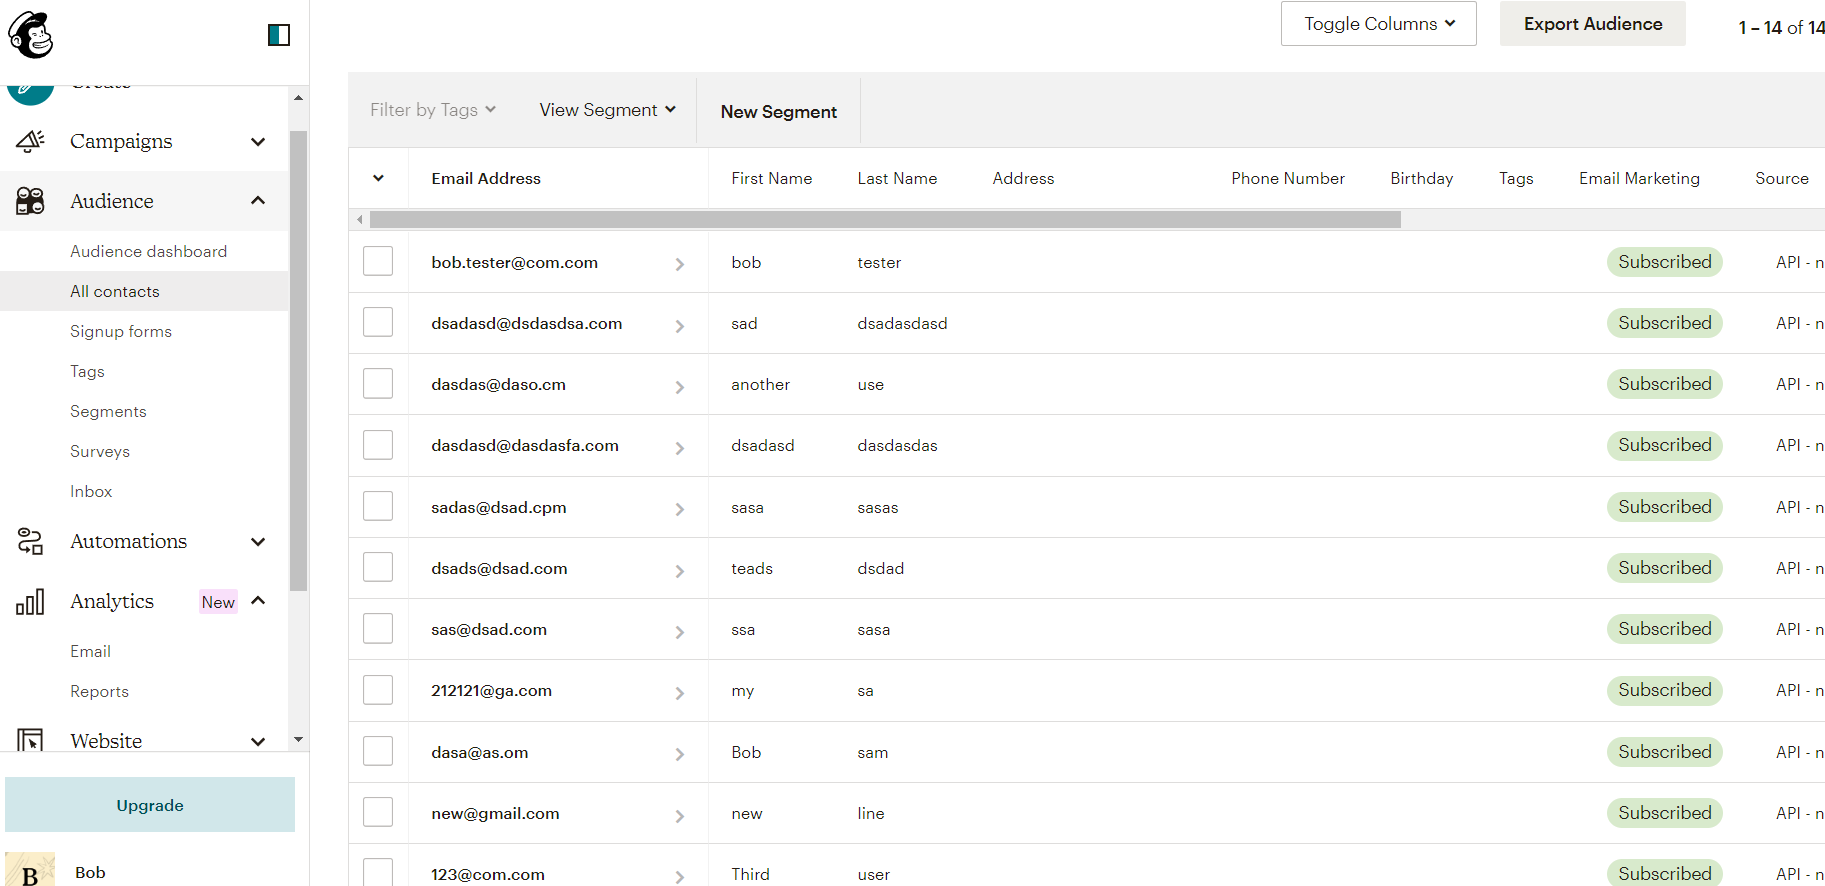 Toggle Columns
Export Audience
1 – 14 of 14
Create
Campaigns
Audience
Audience dashboard
All contacts
Signup forms
Tags
Segments
Surveys
Inbox
Automations
Analytics New
Email
Reports
Website
Upgrade
B Bob
Filter by Tags View Segment New Segment
Email Address First Name Last Name Address Phone Number Birthday Tags Email Marketing Source
bob.tester@com.com bob tester Subscribed API - n
dsadasd@dsdasdsa.com sad dsadasdasd Subscribed API - n
dasdas@daso.cm another use Subscribed API - n
dasdasd@dasdasfa.com dsadasd dasdasdas Subscribed API - n
sadas@dsad.cpm sasa sasas Subscribed API - n
dsads@dsad.com teads dsdad Subscribed API - n
sas@dsad.com ssa sasa Subscribed API - n
212121@ga.com my sa Subscribed API - n
dasa@as.om Bob sam Subscribed API - n
new@gmail.com new line Subscribed API - n
123@com.com Third user Subscribed API - n